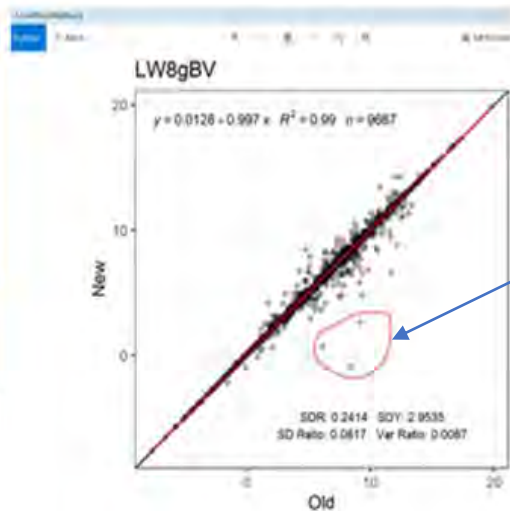 LW8gBV
y = 0.0128 + 0.997 x R² = 0.99 n = 9667
20
10
0
New
SDR: 0.2414 SDY: 2.9535
SD Ratio: 0.0817 Var Ratio: 0.0067
0 10 20
Old